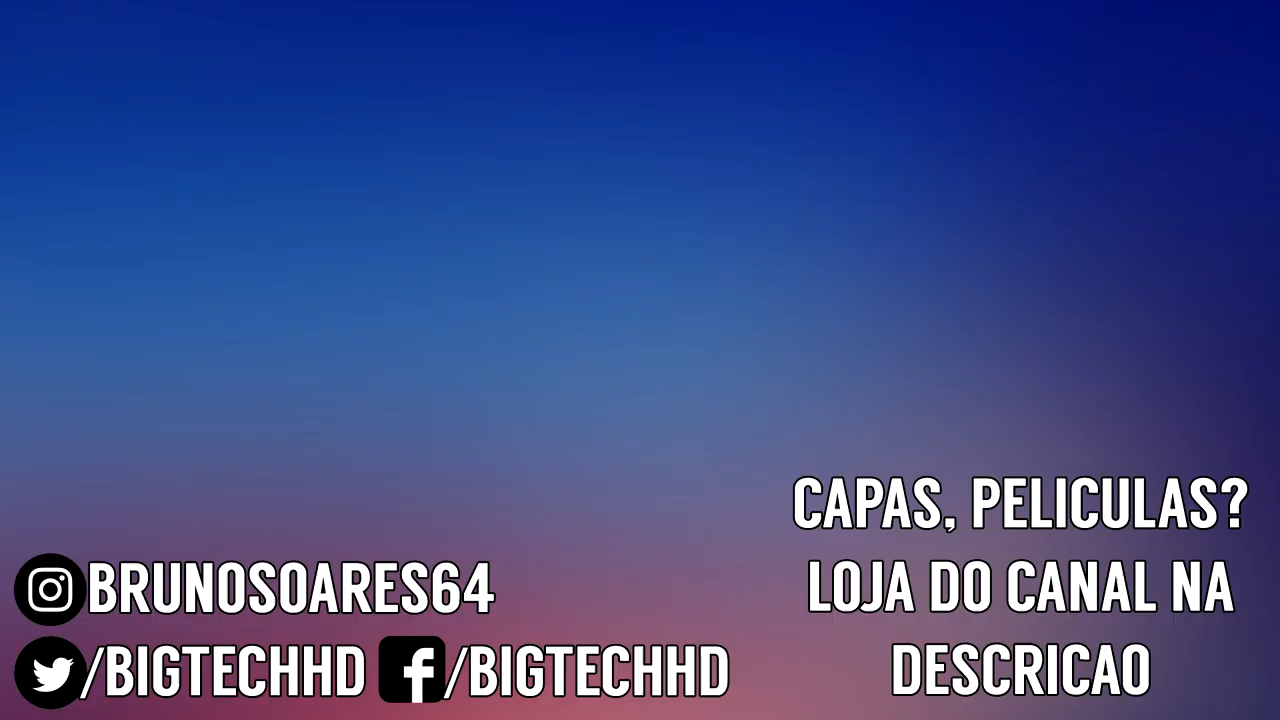 CAPAS, PELICULAS?
LOJA DO CANAL NA
DESCRICAO
BRUNOSOARES64
/BIGTECHHD /BIGTECHHD